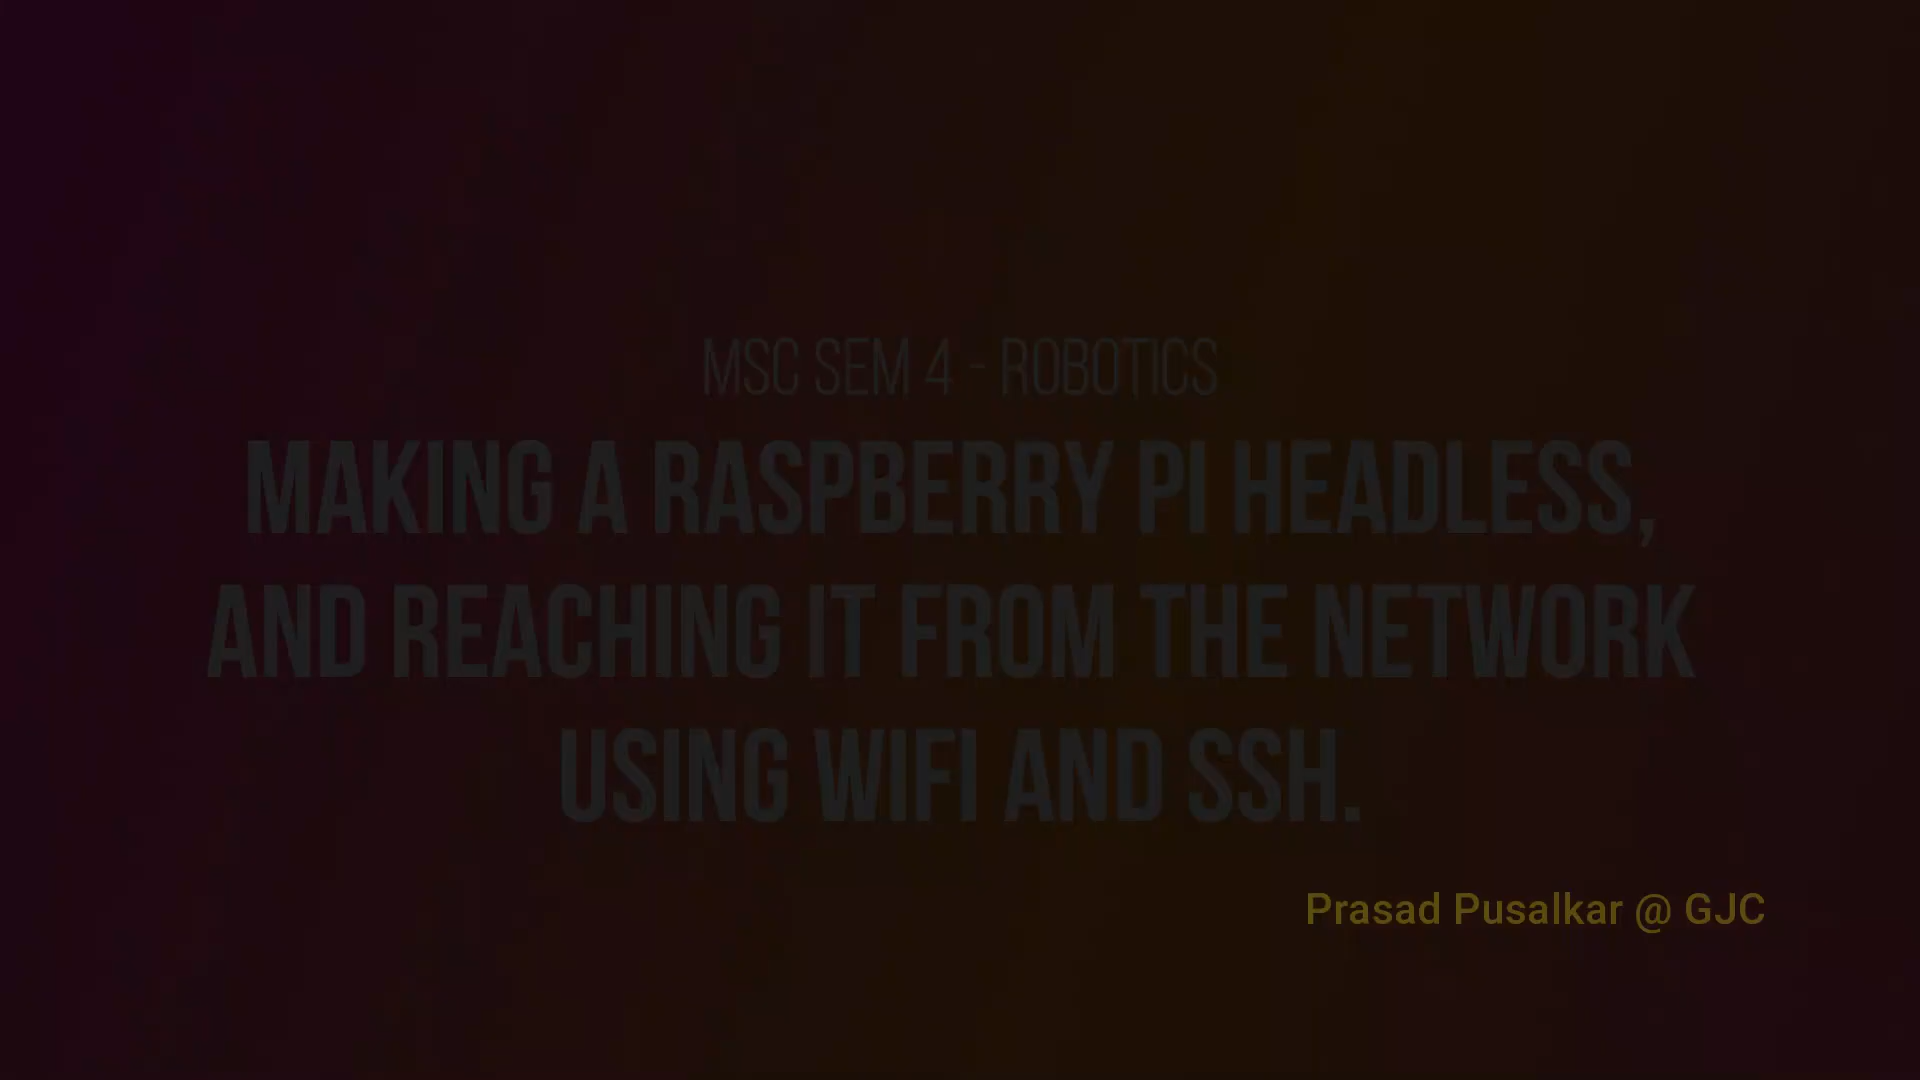 MSC SEM 4 - ROBOTICS
MAKING A RASPBERRY PI HEADLESS,
AND REACHING IT FROM THE NETWORK
USING WIFI AND SSH.
Prasad Pusalkar @ GJC